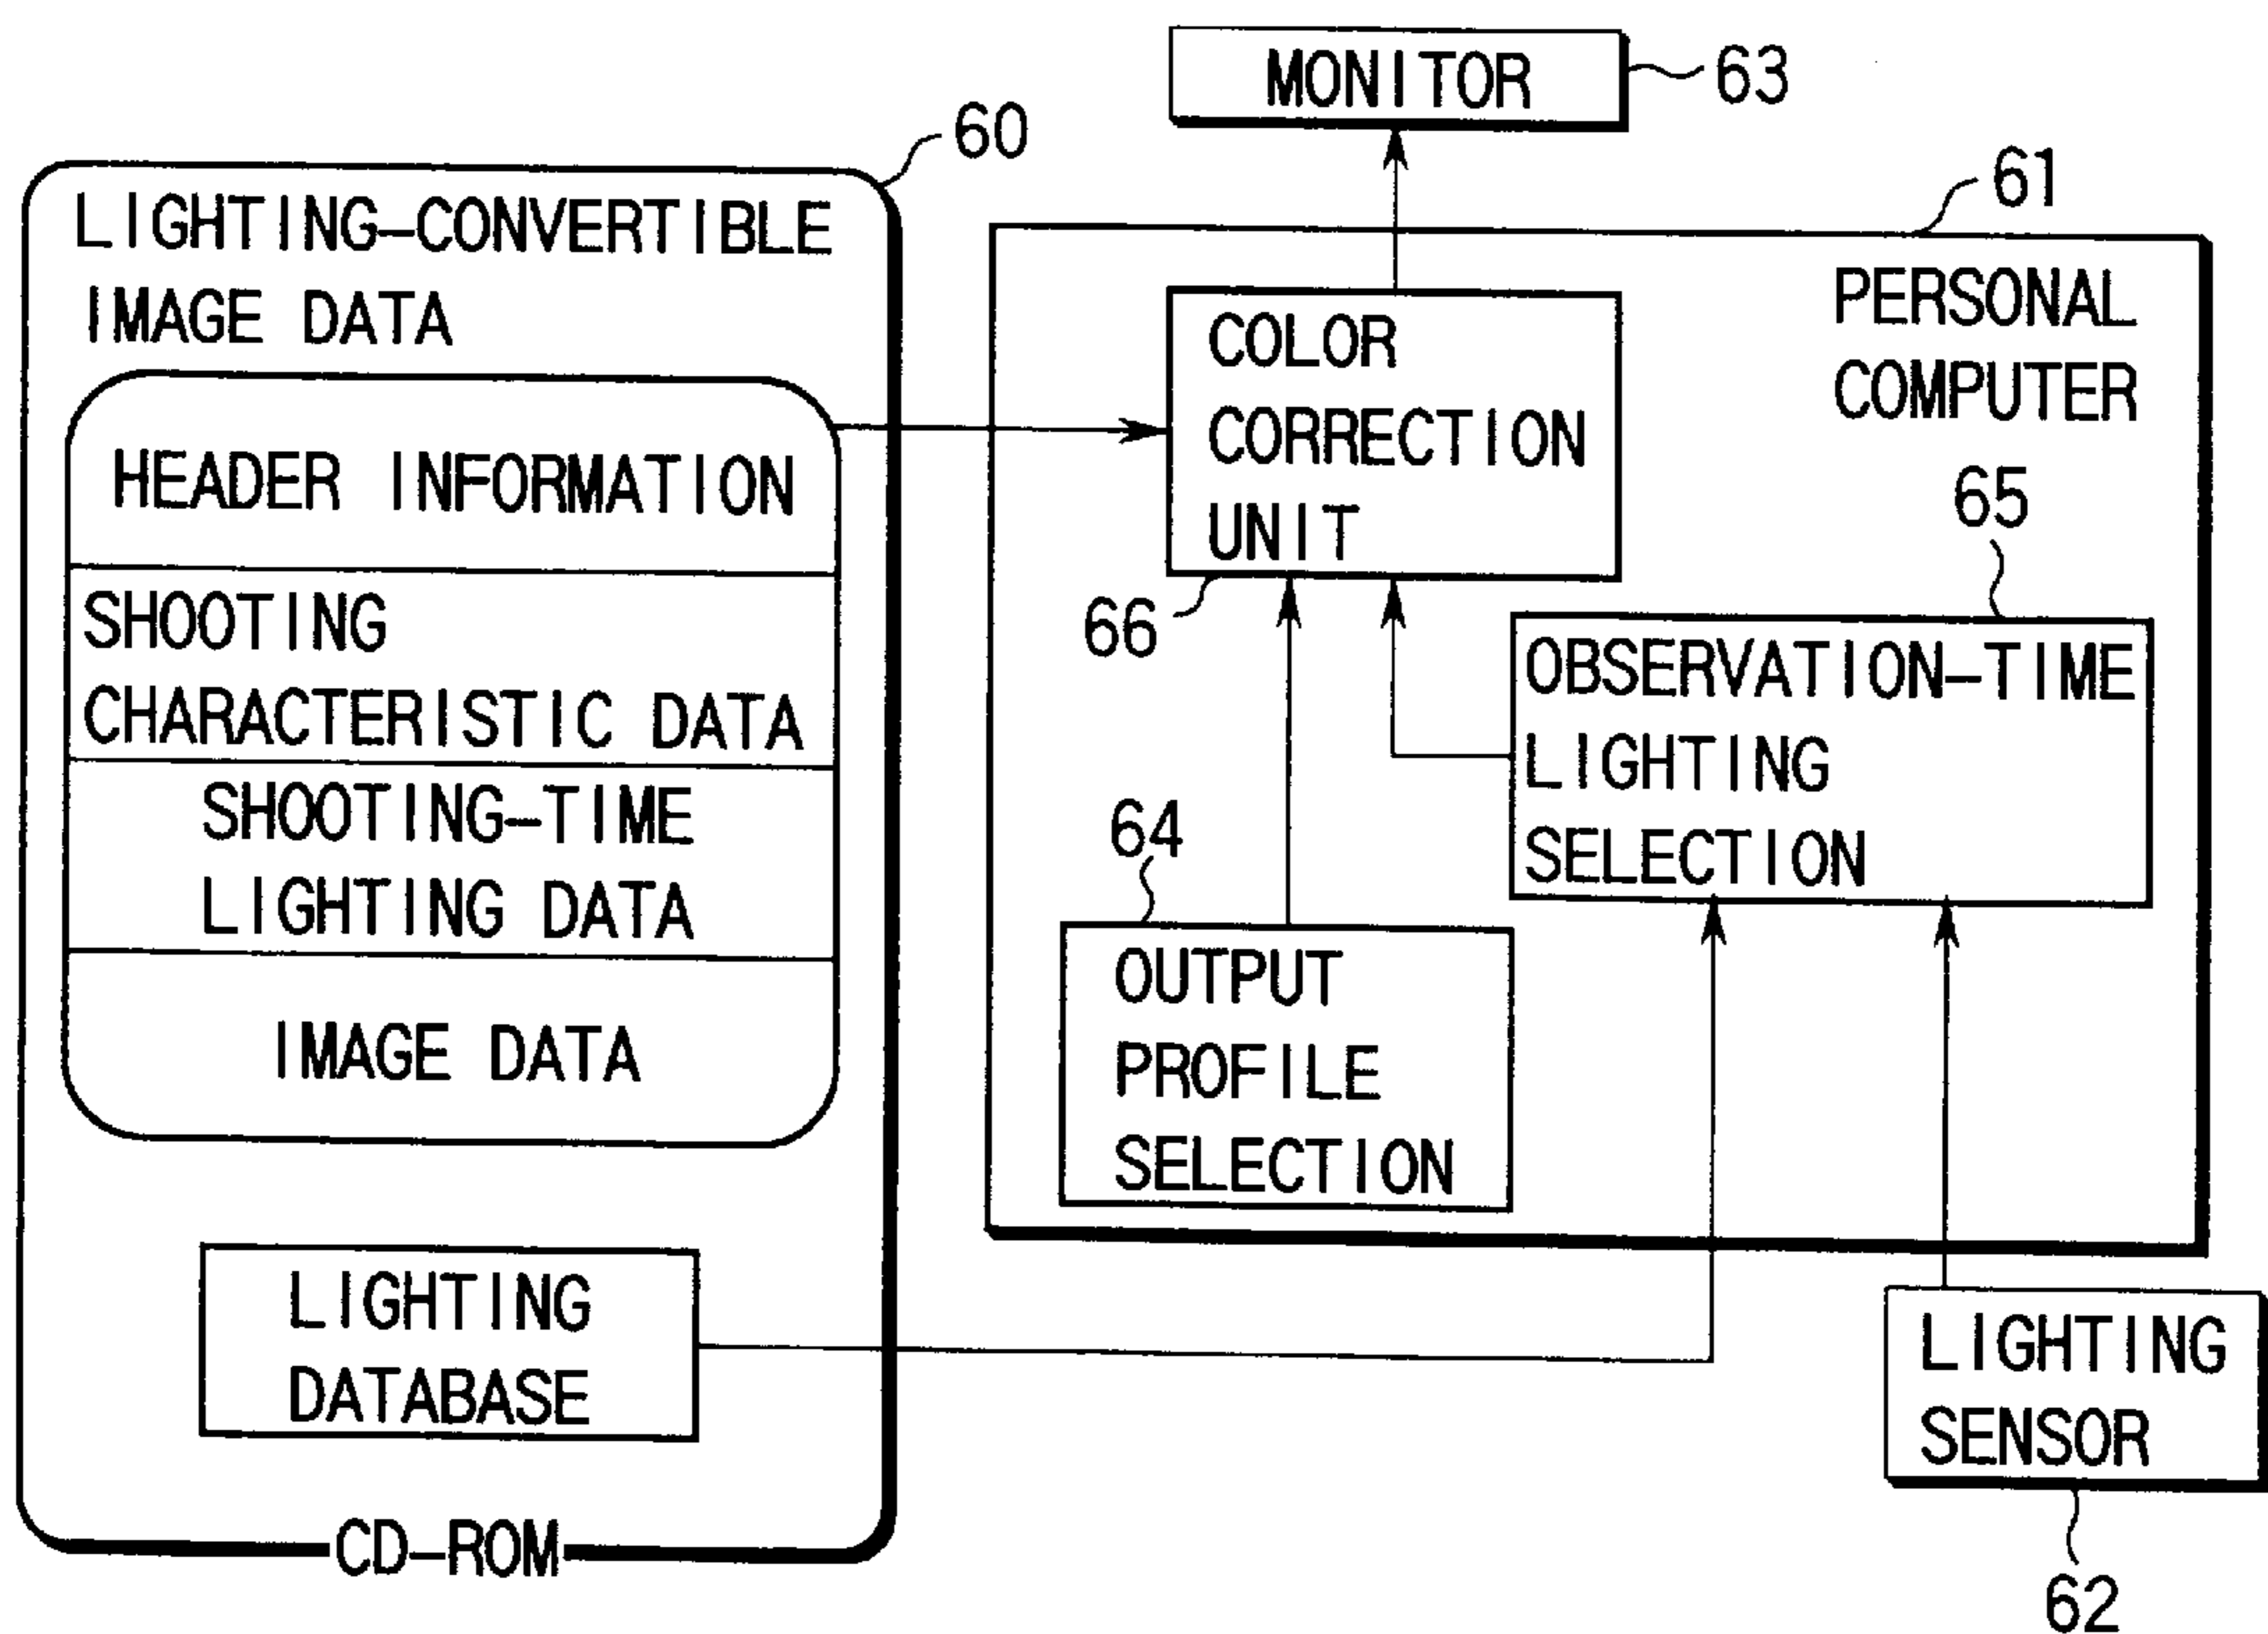 MONITOR
63
60
LIGHTING-CONVERTIBLE
IMAGE DATA
HEADER INFORMATION
SHOOTING
CHARACTERISTIC DATA
SHOOTING-TIME
LIGHTING DATA
IMAGE DATA
LIGHTING
DATABASE
CD-ROM
61
PERSONAL
COMPUTER
COLOR
CORRECTION
UNIT
66
65
OBSERVATION-TIME
LIGHTING
SELECTION
64
OUTPUT
PROFILE
SELECTION
LIGHTING
SENSOR
62